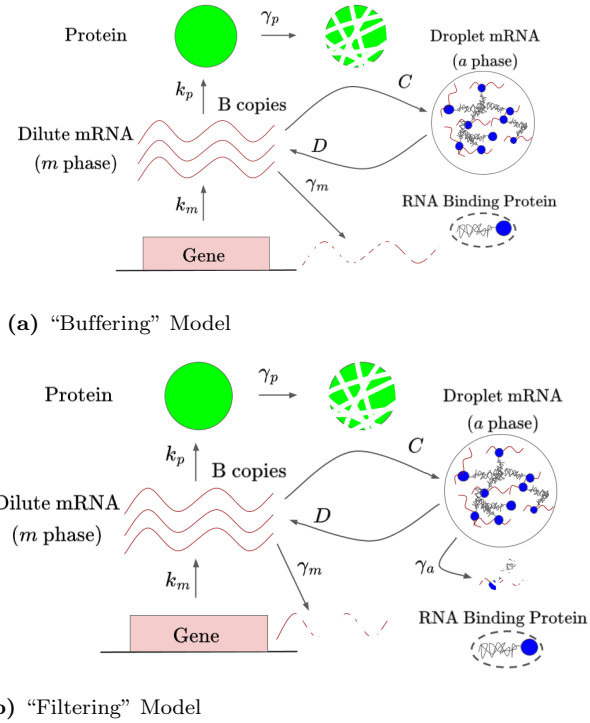 Protein
γp
Droplet mRNA
(a phase)
kp
B copies
C
Dilute mRNA
(m phase)
D
γm
km
RNA Binding Protein
Gene
(a) “Buffering” Model
Protein
γp
Droplet mRNA
(a phase)
kp
B copies
C
Dilute mRNA
(m phase)
D
γm
γa
km
RNA Binding Protein
Gene
) “Filtering” Model